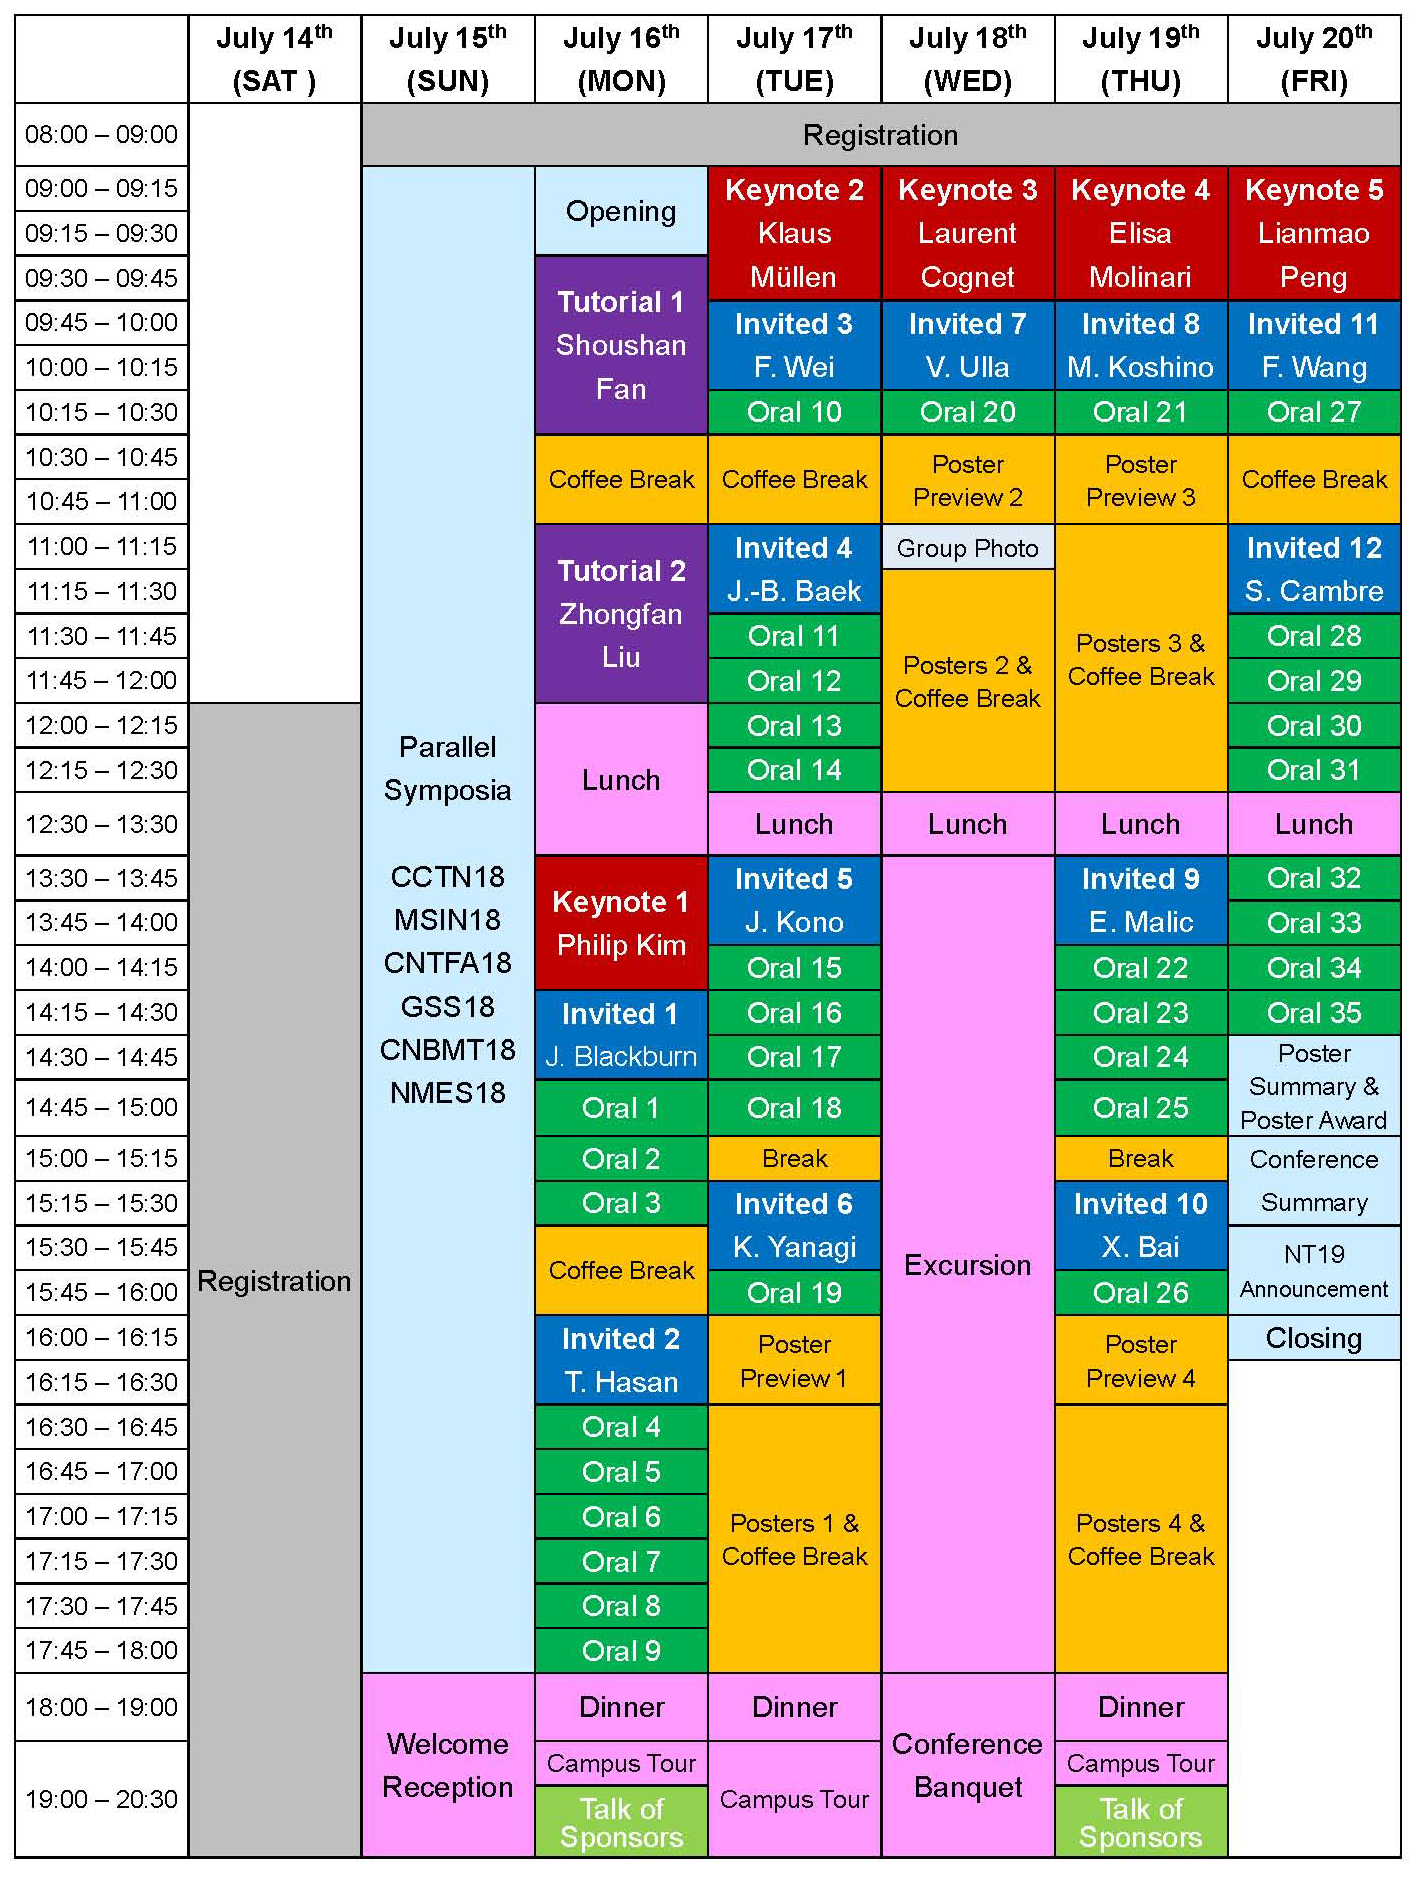 July 14th July 15th July 16th July 17th July 18th July 19th July 20th
(SAT ) (SUN) (MON) (TUE) (WED) (THU) (FRI)
08:00 – 09:00 Registration
09:00 – 09:15 Opening Keynote 2 Keynote 3 Keynote 4 Keynote 5
09:15 – 09:30 Klaus Laurent Elisa Lianmao
09:30 – 09:45 Tutorial 1 Müllen Cognet Molinari Peng
09:45 – 10:00 Shoushan Invited 3 Invited 7 Invited 8 Invited 11
10:00 – 10:15 Fan F. Wei V. Ulla M. Koshino F. Wang
10:15 – 10:30 Oral 10 Oral 20 Oral 21 Oral 27
10:30 – 10:45 Coffee Break Coffee Break Poster Poster Coffee Break
10:45 – 11:00 Preview 2 Preview 3
11:00 – 11:15 Tutorial 2 Invited 4 Group Photo Invited 12
11:15 – 11:30 Zhongfan J.-B. Baek S. Cambre
11:30 – 11:45 Liu Oral 11 Posters 2 & Posters 3 & Oral 28
11:45 – 12:00 Oral 12 Coffee Break Coffee Break Oral 29
12:00 – 12:15 Parallel Oral 13 Oral 30
12:15 – 12:30 Symposia Lunch Oral 14 Oral 31
12:30 – 13:30 Lunch Lunch Lunch Lunch
13:30 – 13:45 CCTN18 Keynote 1 Invited 5 Invited 9 Oral 32
13:45 – 14:00 MSIN18 Philip Kim J. Kono E. Malic Oral 33
14:00 – 14:15 CNTFA18 Oral 15 Oral 22 Oral 34
14:15 – 14:30 GSS18 Invited 1 Oral 16 Oral 23 Oral 35
14:30 – 14:45 CNBMT18 J. Blackburn Oral 17 Oral 24 Poster
Summary &
14:45 – 15:00 NMES18 Oral 1 Oral 18 Oral 25 Poster Award
15:00 – 15:15 Oral 2 Break Break Conference
15:15 – 15:30 Oral 3 Invited 6 Invited 10 Summary
15:30 – 15:45 Registration Coffee Break K. Yanagi Excursion X. Bai NT19
15:45 – 16:00 Oral 19 Oral 26 Announcement
16:00 – 16:15 Invited 2 Poster Poster Closing
16:15 – 16:30 T. Hasan Preview 1 Preview 4
16:30 – 16:45 Oral 4
16:45 – 17:00 Oral 5
17:00 – 17:15 Oral 6 Posters 1 & Posters 4 &
17:15 – 17:30 Oral 7 Coffee Break Coffee Break
17:30 – 17:45 Oral 8
17:45 – 18:00 Oral 9
18:00 – 19:00 Dinner Dinner Dinner
Welcome Campus Tour Conference Campus Tour
19:00 – 20:30 Reception Talk of Campus Tour Banquet Talk of
Sponsors Sponsors